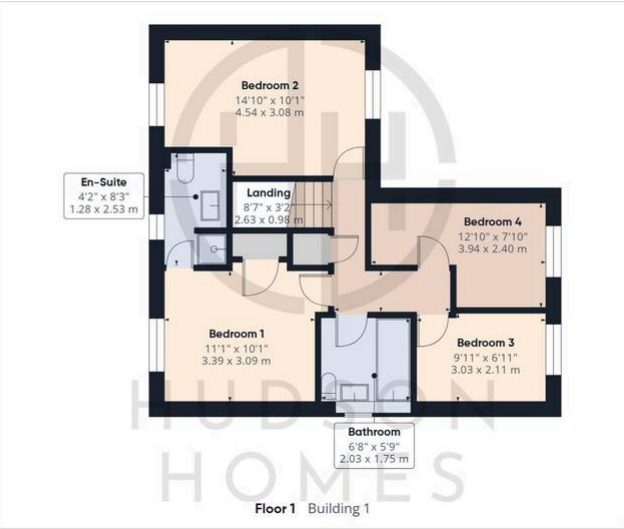 Bedroom 2
14'10" x 10'1"
4.54 x 3.08 m
En-Suite
4'2" x 8'3"
1.28 x 2.53 m
Landing
8'7" x 3'2"
2.63 x 0.98 m
Bedroom 4
12'10" x 7'10"
3.94 x 2.40 m
Bedroom 1
11'1" x 10'1"
3.39 x 3.09 m
Bedroom 3
9'11" x 6'11"
3.03 x 2.11 m
HUDSON
HOMES
Bathroom
6'8" x 5'9"
2.03 x 1.75 m
Floor 1 Building 1